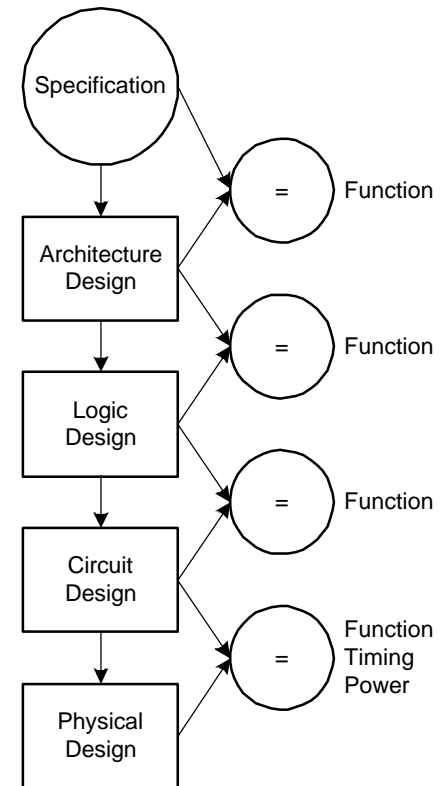 Specification
=
Function
Architecture
Design
=
Function
Logic
Design
=
Function
Circuit
Design
=
Function
Timing
Power
Physical
Design